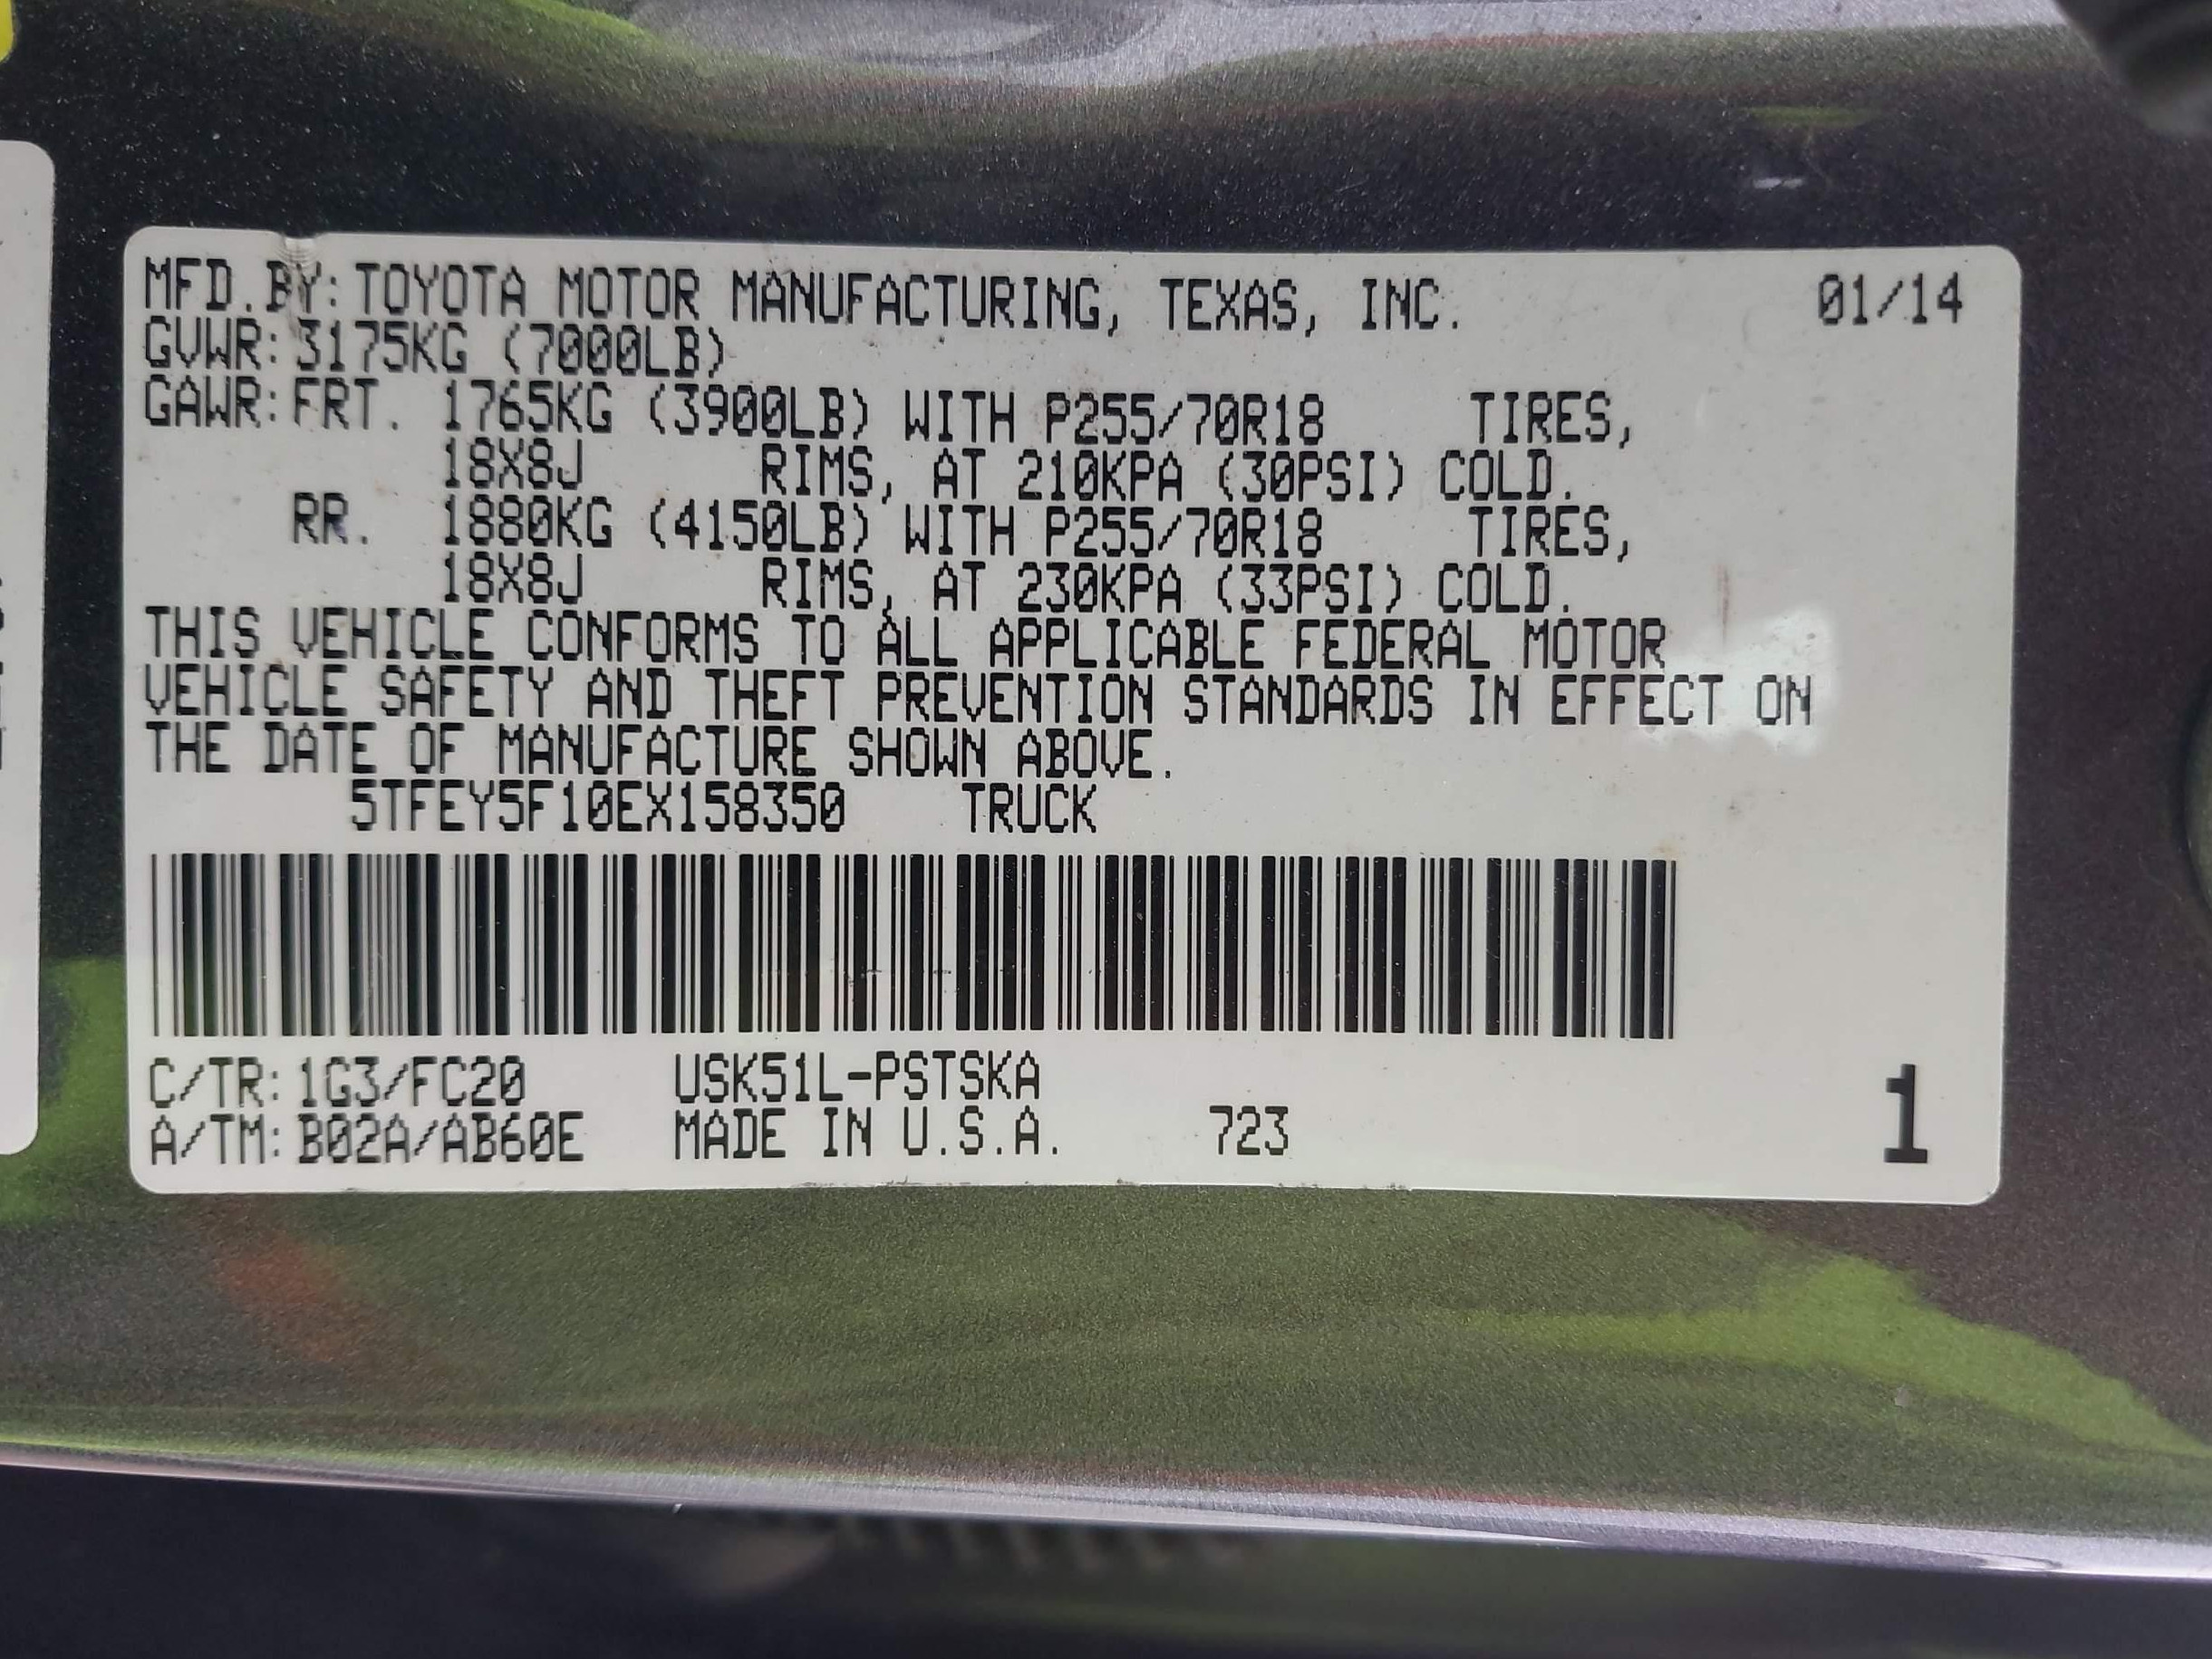 MFD.BY: TOYOTA MOTOR MANUFACTURING, TEXAS, INC. 01/14
GVWR: 3175KG (7000LB)
GAWR: FRT. 1765KG (3900LB) WITH P255/70R18 TIRES,
18X8J RIMS, AT 210KPA (30PSI) COLD.
RR. 1880KG (4150LB) WITH P255/70R18 TIRES,
18X8J RIMS, AT 230KPA (33PSI) COLD.
THIS VEHICLE CONFORMS TO ALL APPLICABLE FEDERAL MOTOR
VEHICLE SAFETY AND THEFT PREVENTION STANDARDS IN EFFECT ON
THE DATE OF MANUFACTURE SHOWN ABOVE.
5TFEY5F10EX158350 TRUCK
C/TR: 1G3/FC20 USK51L-PSTSKA
A/TM: B02A/AB60E MADE IN U.S.A. 723 1